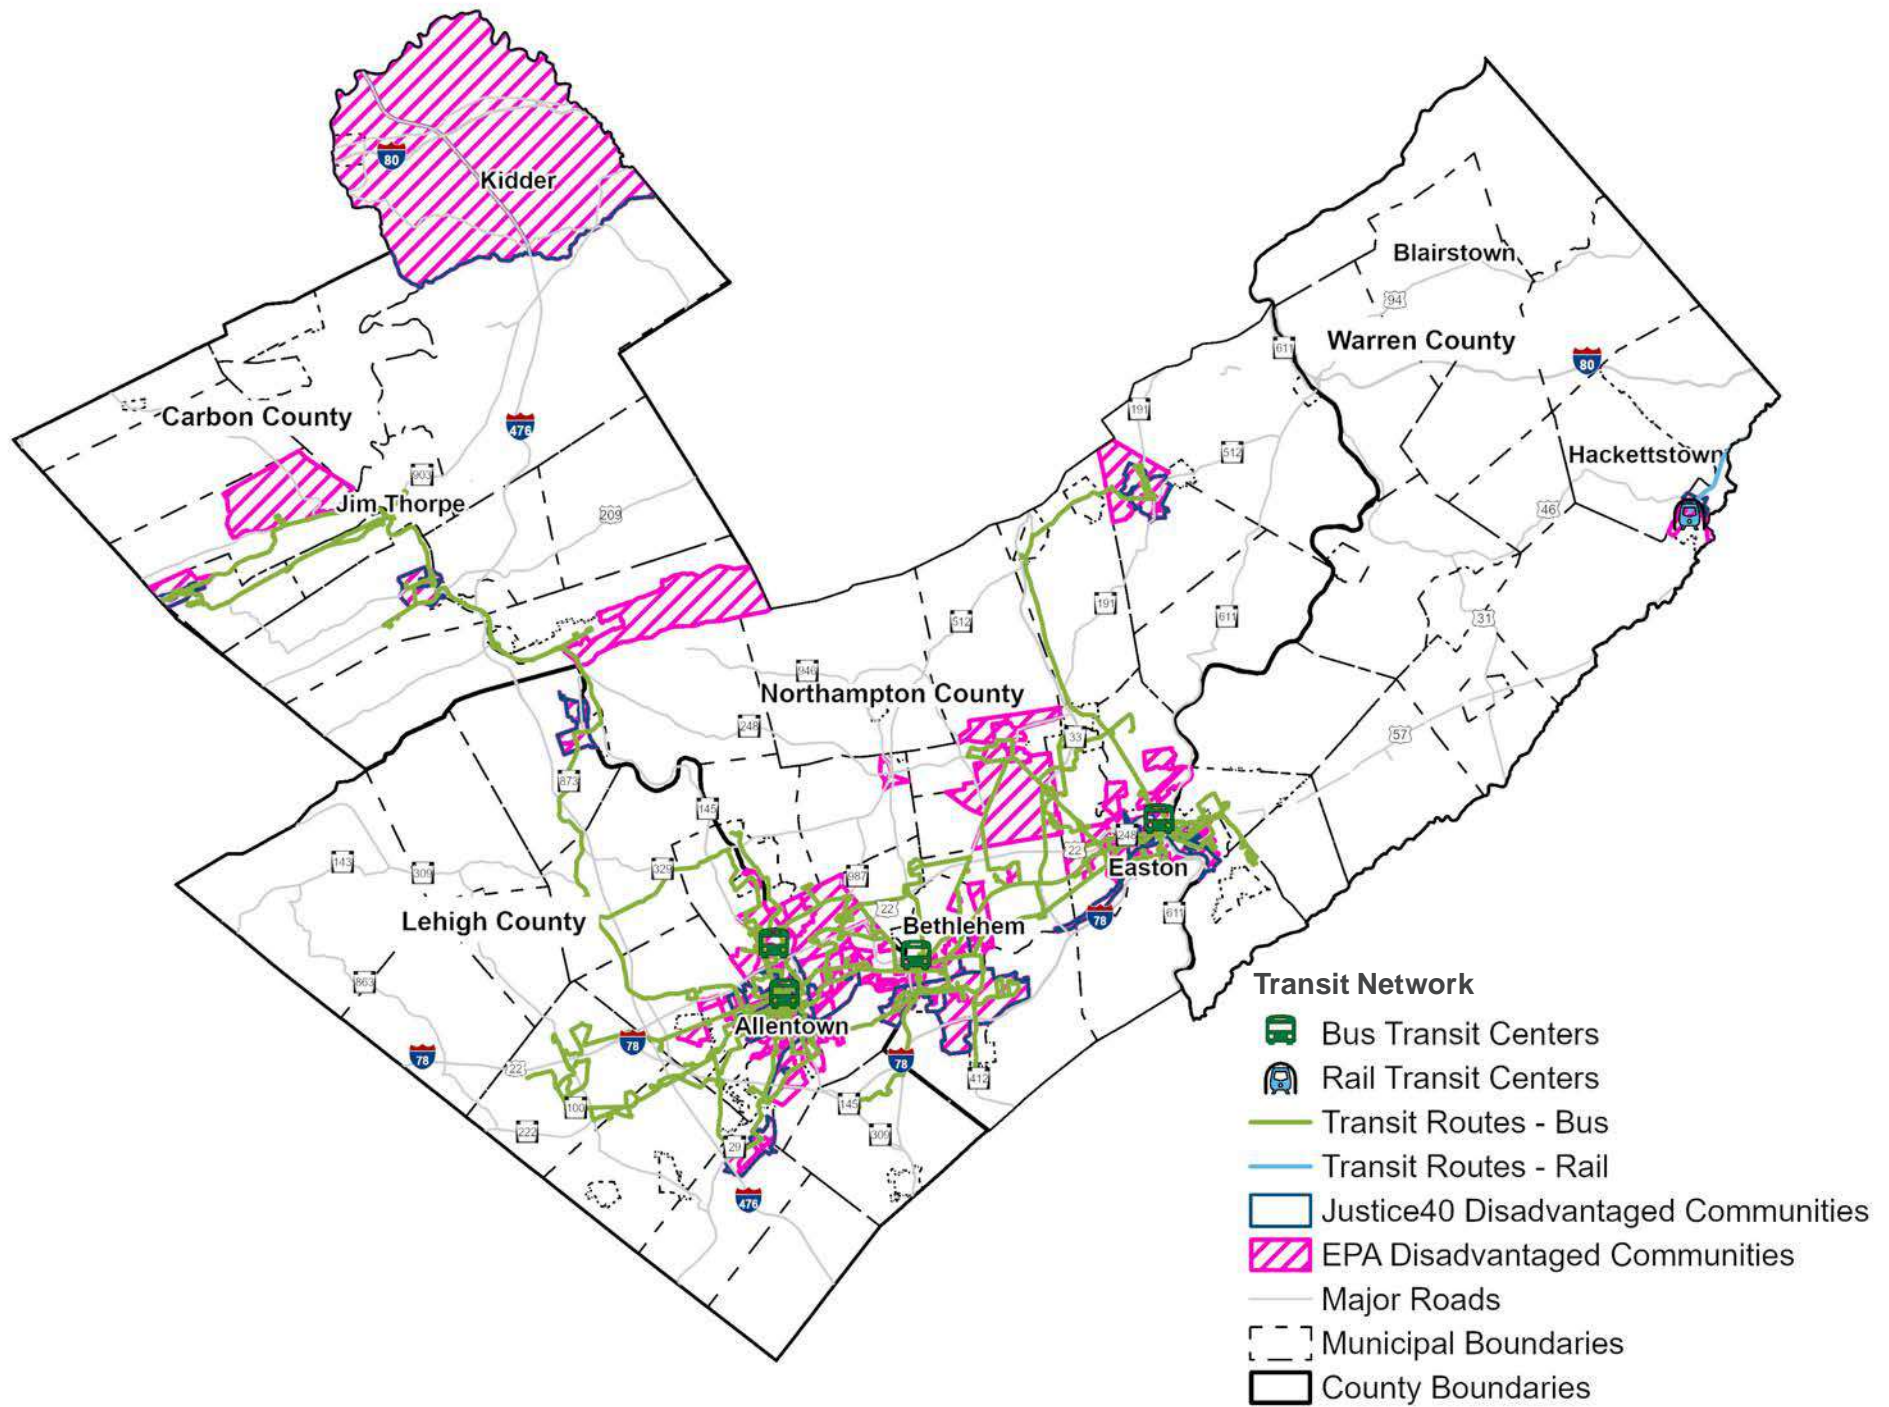 80
Kidder
Blairstown
94
Warren County
611
80
191
Carbon County
476
512
Hackettstown
903
Jim Thorpe
209
46
191
611
512
31
946
Northampton County
248
33
57
873
145
248
143
309
329
22
Easton
987
22
Lehigh County
Bethlehem
78
611
863
Allentown
78
78
78
22
412
100
145
222
29
309
476
Transit Network
Bus Transit Centers
Rail Transit Centers
Transit Routes - Bus
Transit Routes - Rail
Justice40 Disadvantaged Communities
EPA Disadvantaged Communities
Major Roads
Municipal Boundaries
County Boundaries